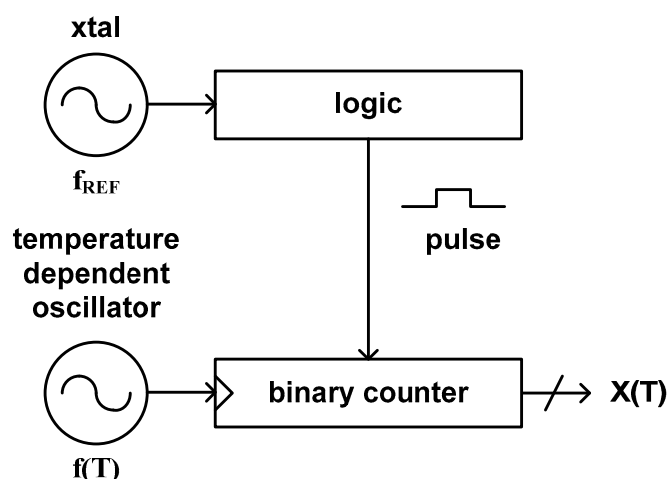 xtal
logic
f_REF
temperature
dependent
oscillator
pulse
binary counter
X(T)
f(T)